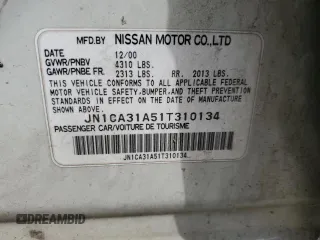 MFD.BY NISSAN MOTOR CO.,LTD
DATE 12/00
GVWR/PNBV 4310 LBS.
GAWR/PNBE FR. 2313 LBS. RR. 2013 LBS.
THIS VEHICLE CONFORMS TO ALL APPLICABLE FEDERAL
MOTOR VEHICLE SAFETY, BUMPER, AND THEFT PREVENTION
STANDARDS IN EFFECT ON THE DATE OF MANUFACTURE
SHOWN ABOVE.
JN1CA31A51T310134
PASSENGER CAR/VOITURE DE TOURISME
JN1CA31A51T310134
DCARHISTORY.COM